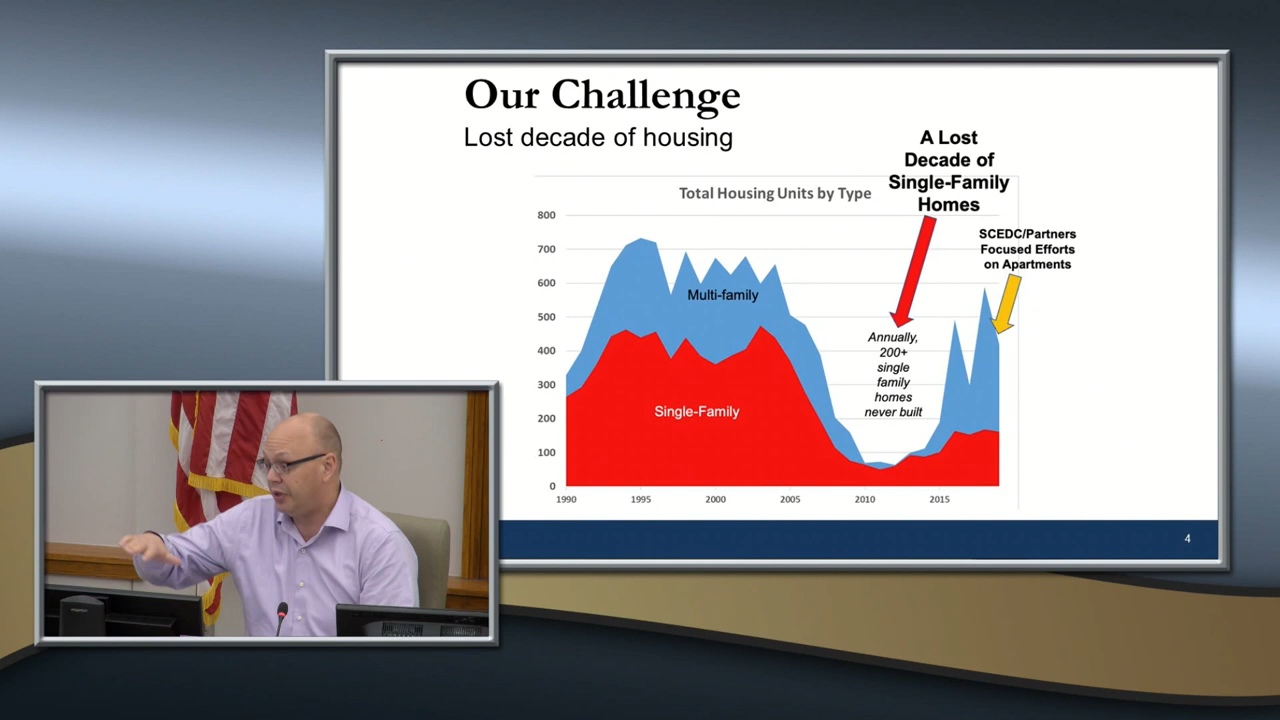 Our Challenge
Lost decade of housing
A Lost
Decade of
Single-Family
Homes
SCEDC/Partners
Focused Efforts
on Apartments
Total Housing Units by Type
800
700
600
500
400
300
200
100
0
Multi-family
Single-Family
Annually,
200+
single
family
homes
never built
1990
1995
2000
2005
2010
2015
4